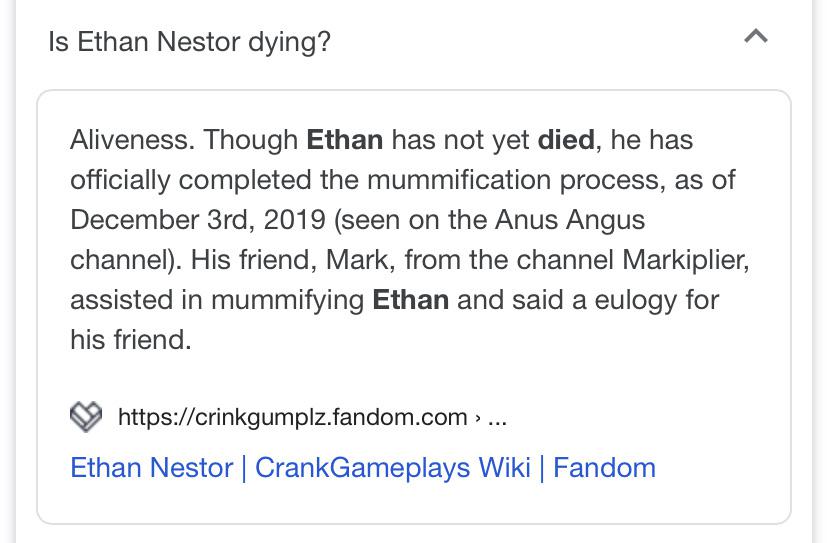 Is Ethan Nestor dying?
Aliveness. Though Ethan has not yet died, he has
officially completed the mummification process, as of
December 3rd, 2019 (seen on the Anus Angus
channel). His friend, Mark, from the channel Markiplier,
assisted in mummifying Ethan and said a eulogy for
his friend.
https://crinkgumplz.fandom.com › ...
Ethan Nestor | CrankGameplays Wiki | Fandom